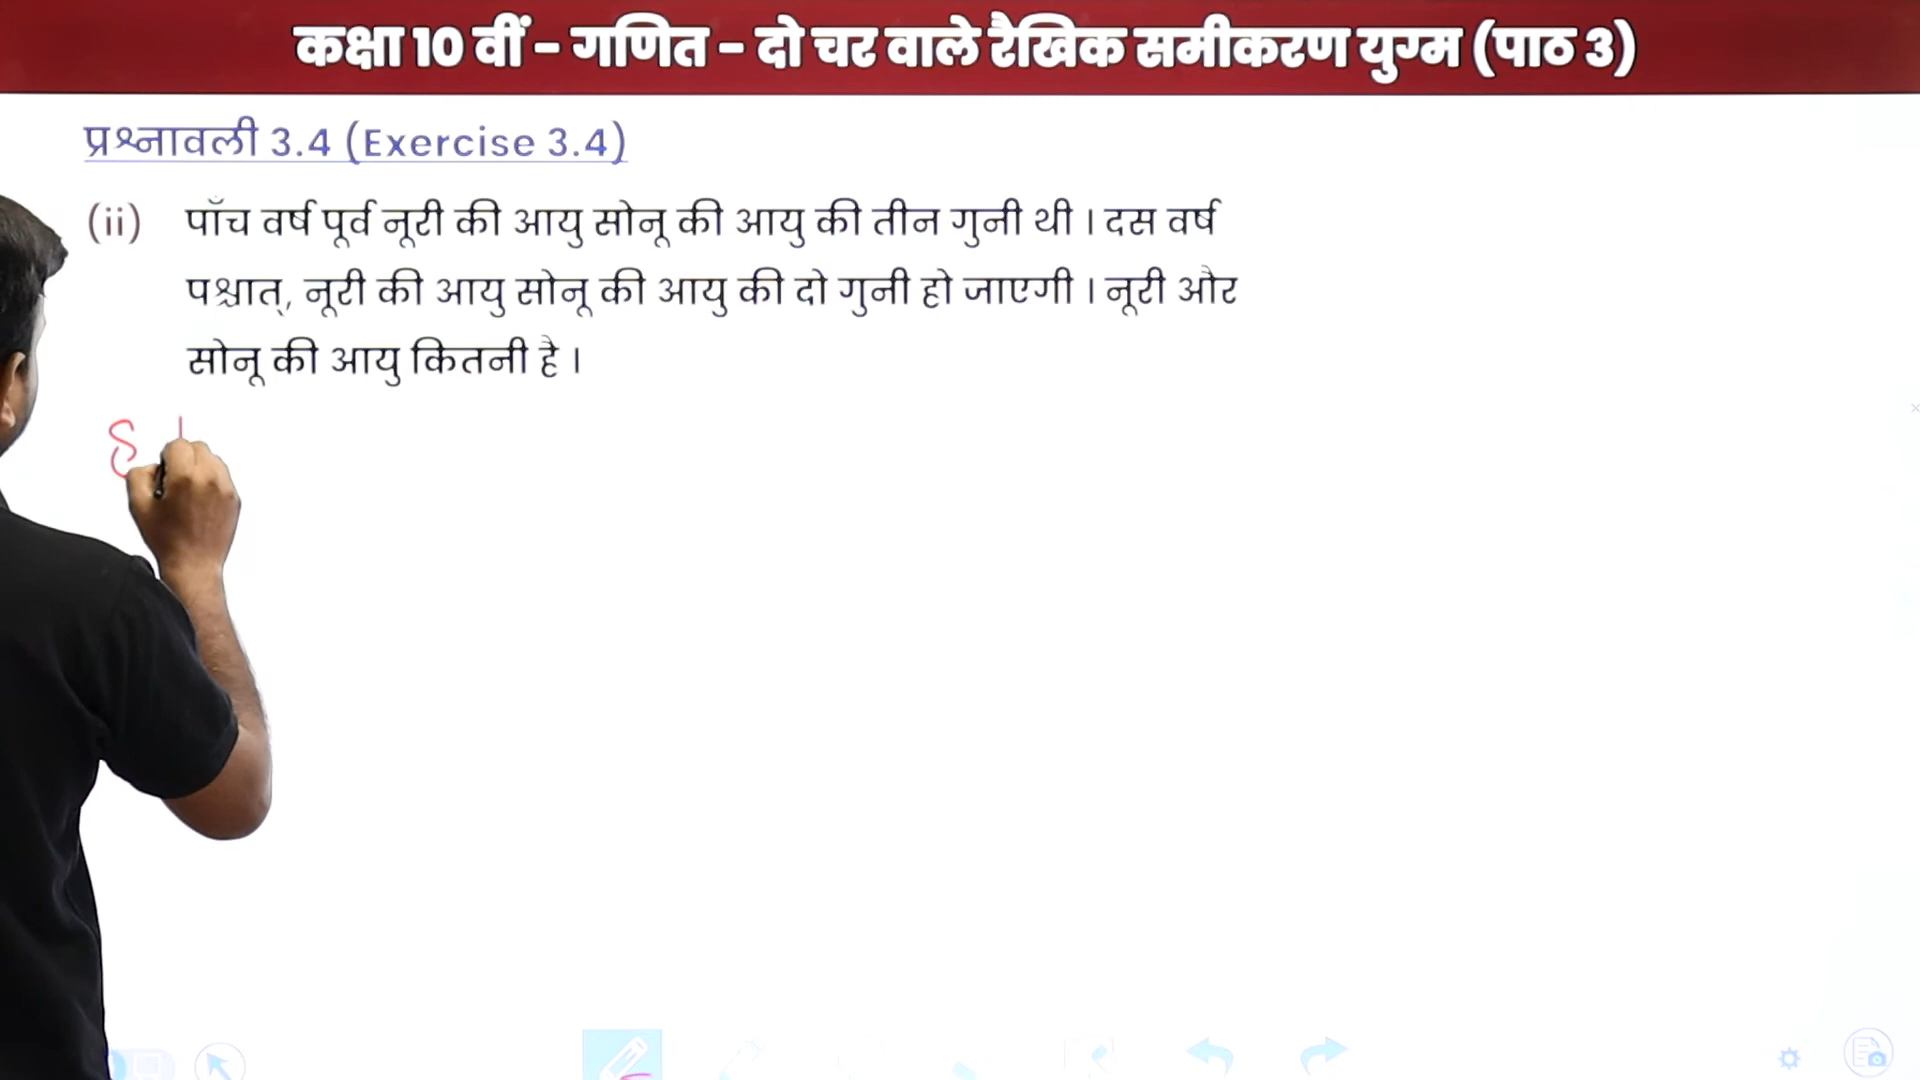 कक्षा 10 वीं – गणित – दो चर वाले रैखिक समीकरण युग्म (पाठ 3)
प्रश्नावली 3.4 (Exercise 3.4)
(ii) पाँच वर्ष पूर्व नूरी की आयु सोनू की आयु की तीन गुनी थी । दस वर्ष
पश्चात्, नूरी की आयु सोनू की आयु की दो गुनी हो जाएगी । नूरी और
सोनू की आयु कितनी है ।